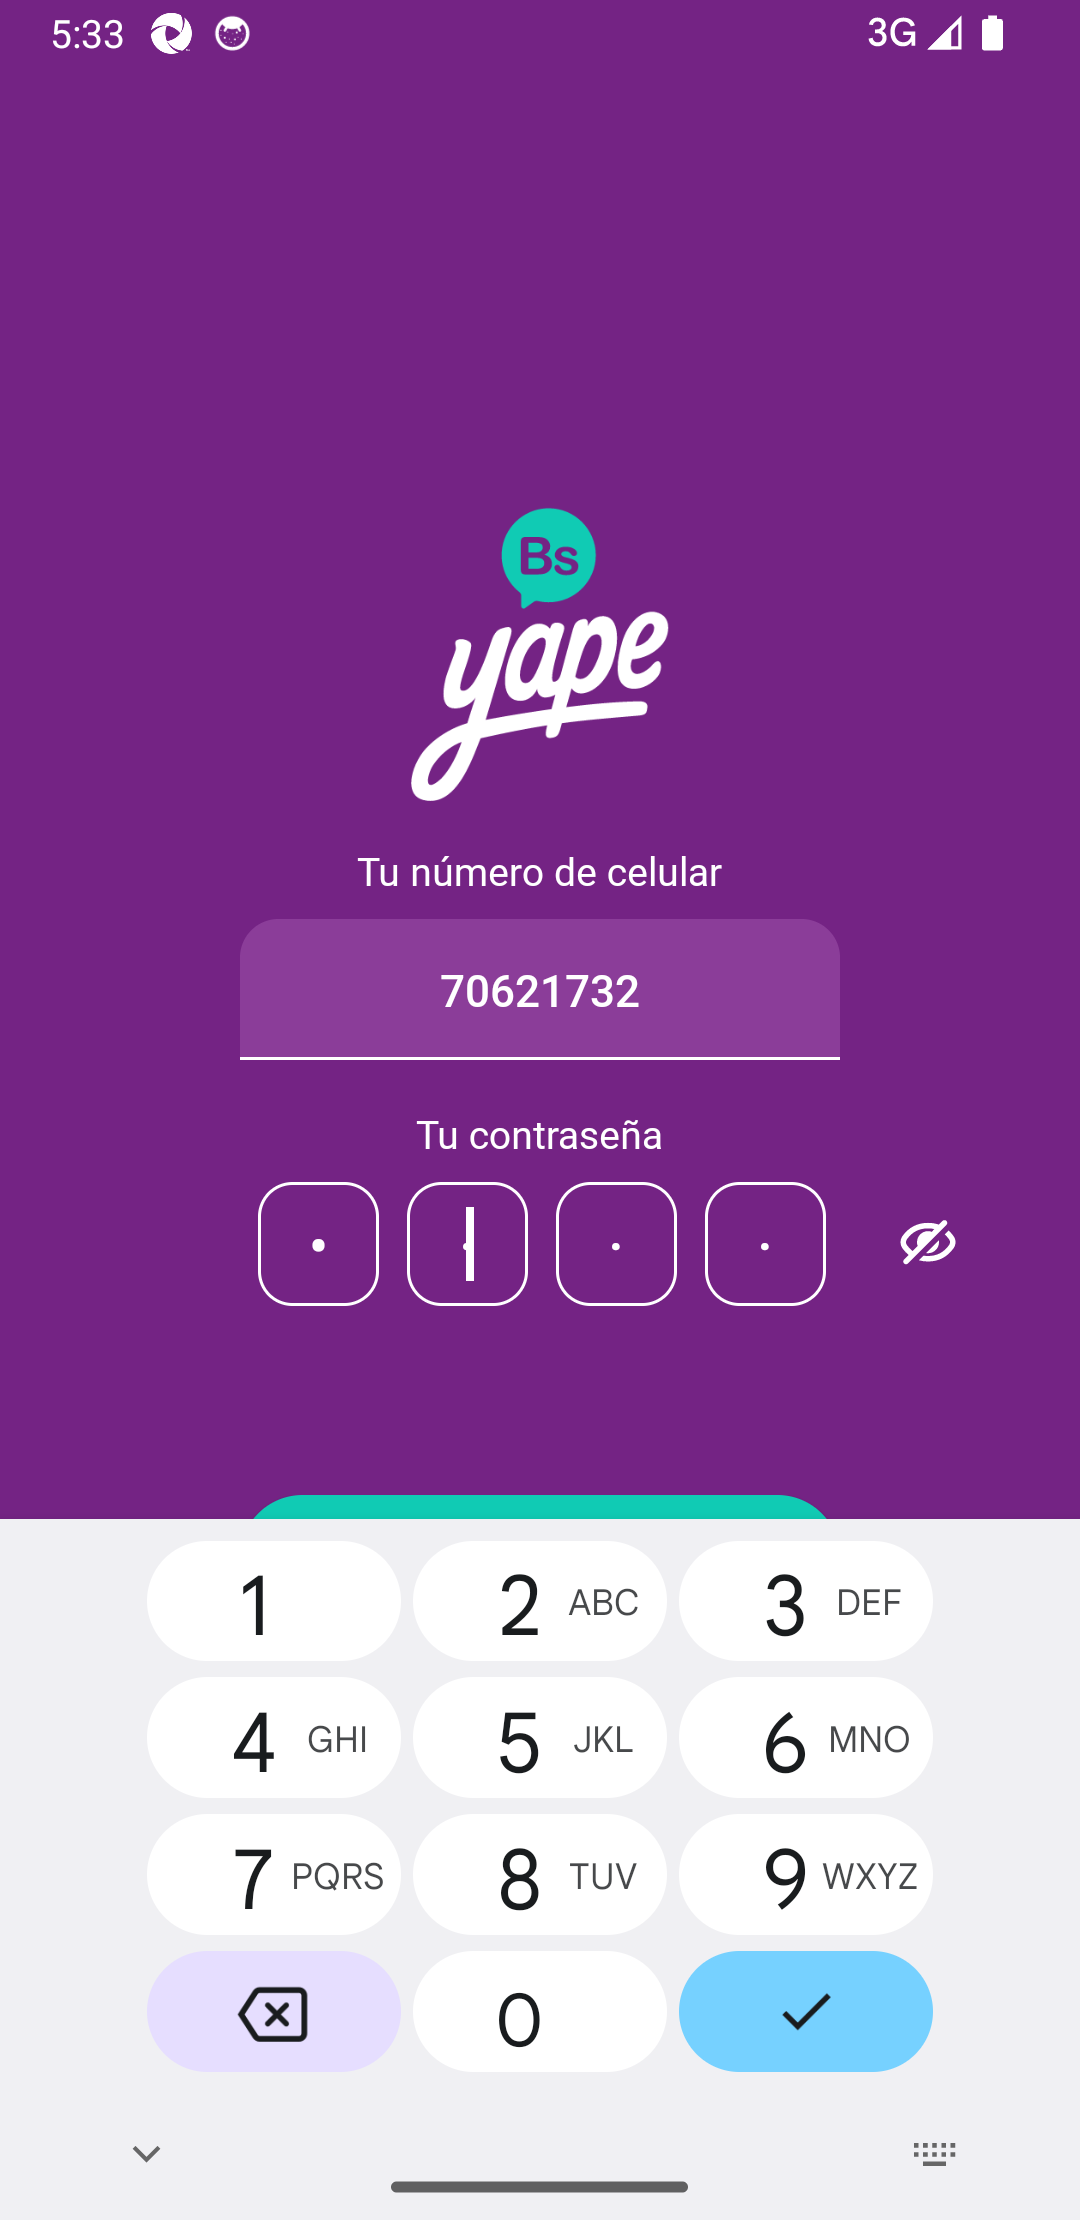 5:33
3G
Bs
yape
Tu número de celular
70621732
Tu contraseña
1
2 ABC
3 DEF
4 GHI
5 JKL
6 MNO
7 PQRS
8 TUV
9 WXYZ
0